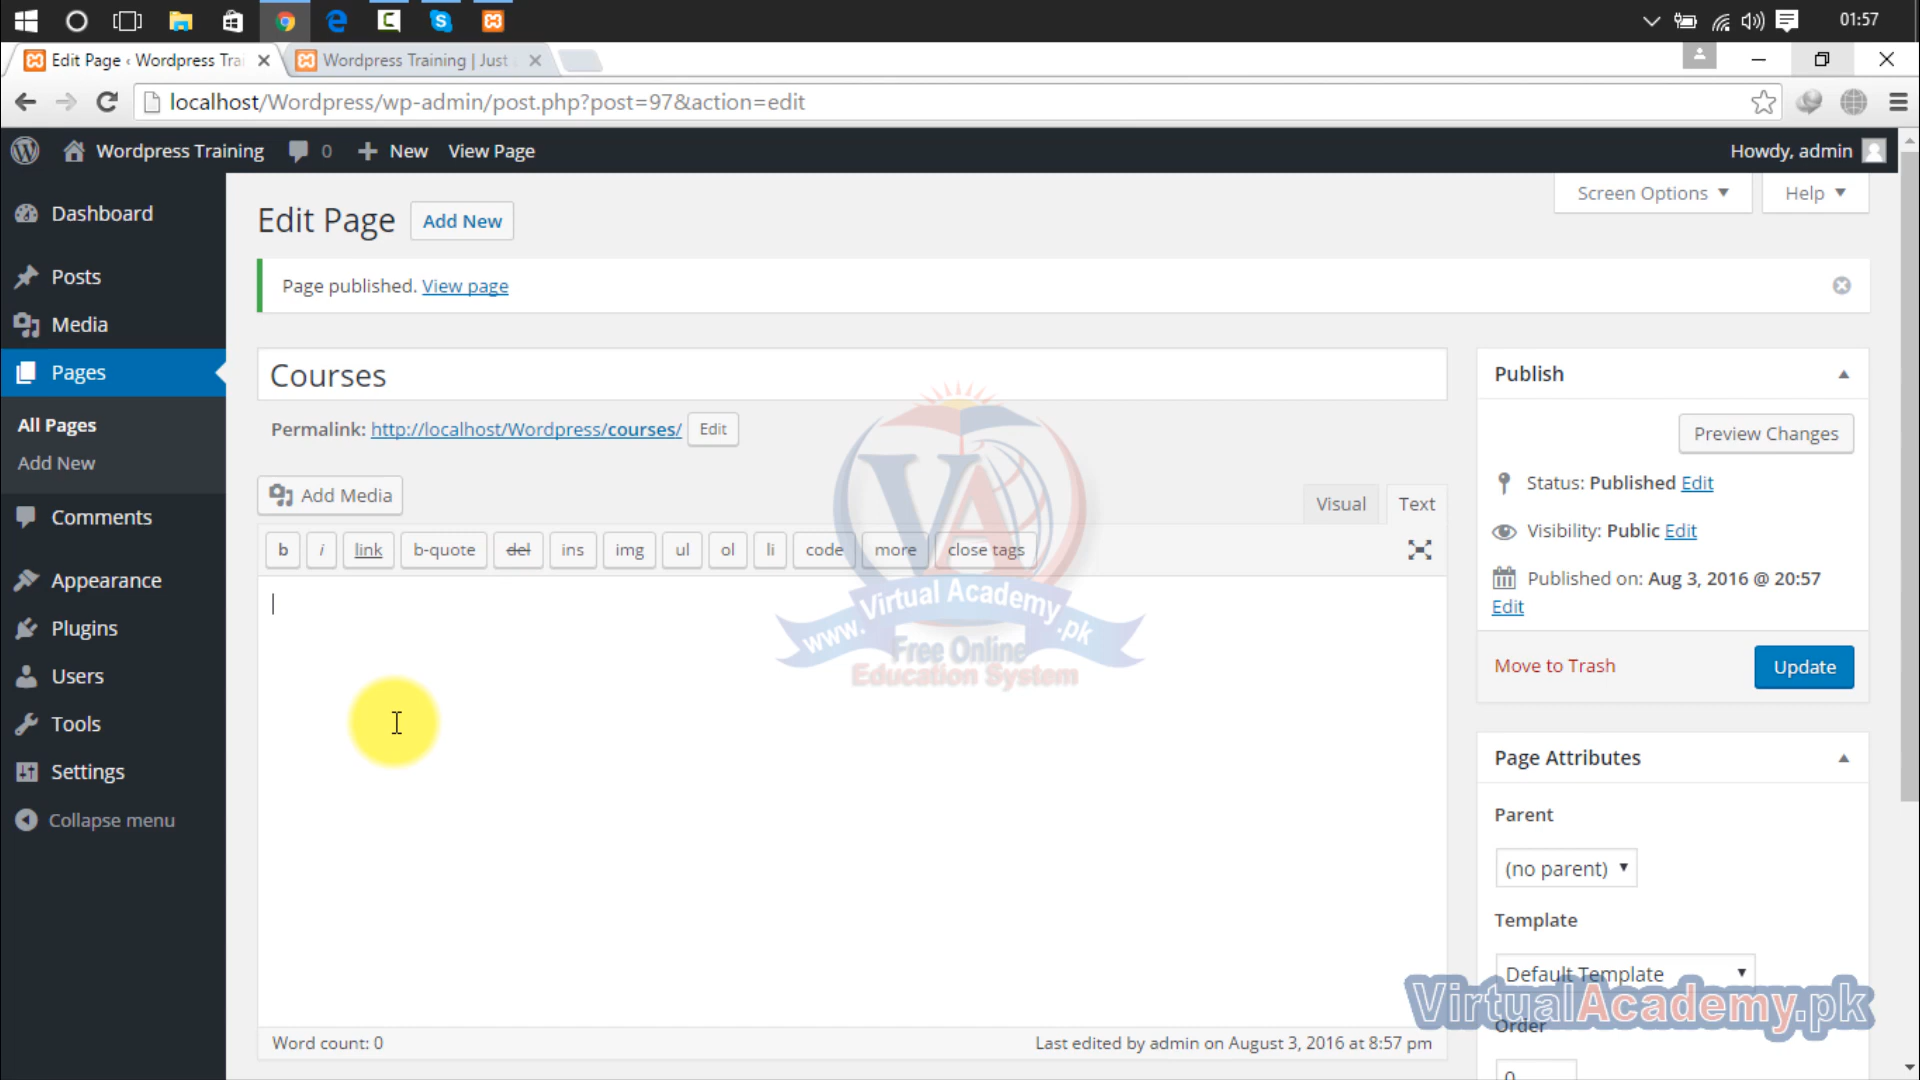 01:57
Edit Page ‹ Wordpress Tra
Wordpress Training | Just
localhost/Wordpress/wp-admin/post.php?post=97&action=edit
Wordpress Training 0 New View Page Howdy, admin
Screen Options Help
Dashboard
Posts
Media
Pages
All Pages
Add New
Comments
Appearance
Plugins
Users
Tools
Settings
Collapse menu
Edit Page Add New
Page published. View page
Courses
Permalink: http://localhost/Wordpress/courses/ Edit
Add Media
Visual Text
b i link b-quote del ins img ul ol li code more close tags
VA
www.Virtual Academy.pk
Free Online
Education System
Word count: 0
Last edited by admin on August 3, 2016 at 8:57 pm
Publish
Preview Changes
Status: Published Edit
Visibility: Public Edit
Published on: Aug 3, 2016 @ 20:57
Edit
Move to Trash Update
Page Attributes
Parent
(no parent)
Template
Default Template
VirtualAcademy.pk
Order
0